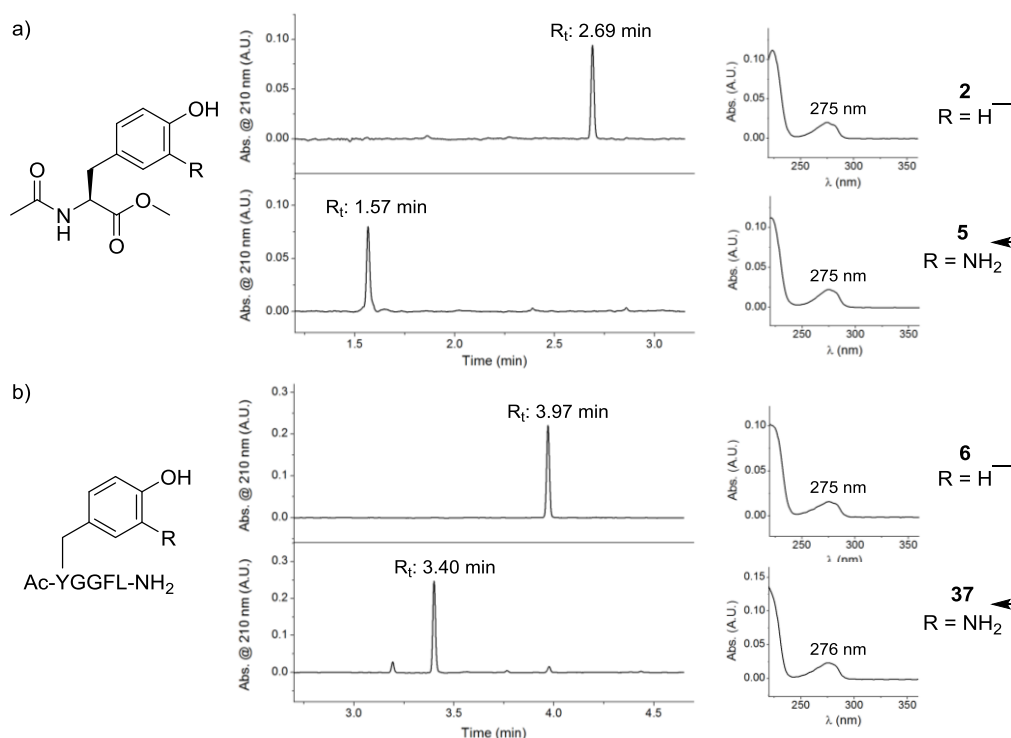 a)
OH
R
O
N
H
O
O
Abs. @ 210 nm (A.U.)
0.10
0.05
0.00
Rt: 2.69 min
Abs. @ 210 nm (A.U.)
0.10
0.05
0.00
Rt: 1.57 min
1.5 2.0 2.5 3.0
Time (min)
Abs. (A.U.)
0.10
0.05
0.00
275 nm
250 300 350
λ (nm)
2
R = H
Abs. (A.U.)
0.10
0.05
0.00
275 nm
250 300 350
λ (nm)
5
R = NH2
b)
OH
R
Ac-YGGFL-NH2
Abs. @ 210 nm (A.U.)
0.3
0.2
0.1
0.0
Rt: 3.97 min
Abs. @ 210 nm (A.U.)
0.3
0.2
0.1
0.0
Rt: 3.40 min
3.0 3.5 4.0 4.5
Time (min)
Abs. (A.U.)
0.10
0.05
0.00
275 nm
250 300 350
λ (nm)
6
R = H
Abs. (A.U.)
0.15
0.10
0.05
0.00
276 nm
250 300 350
λ (nm)
37
R = NH2